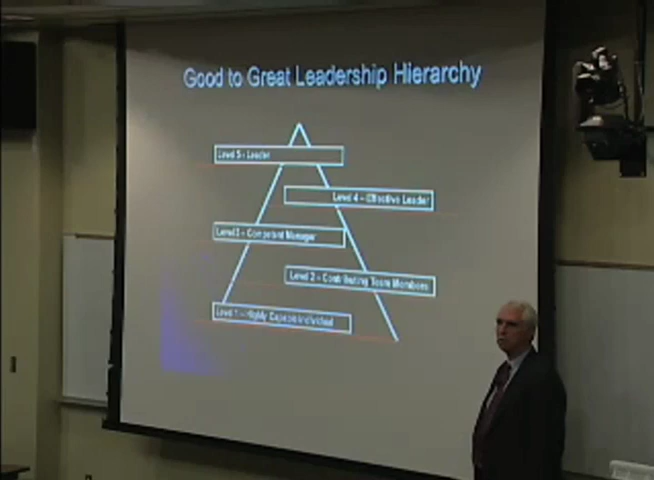 Good to Great Leadership Hierarchy
Level 5 - Leader
Level 4 – Effective Leader
Level 3 – Competent Manager
Level 2 – Contributing Team Members
Level 1 – Highly Capable Individual